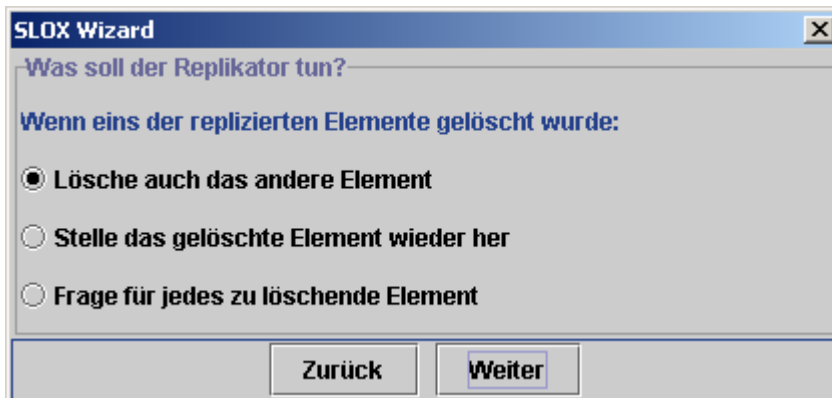 SLOX Wizard
Was soll der Replikator tun?
Wenn eins der replizierten Elemente gelöscht wurde:
Lösche auch das andere Element
Stelle das gelöschte Element wieder her
Frage für jedes zu löschende Element
Zurück Weiter